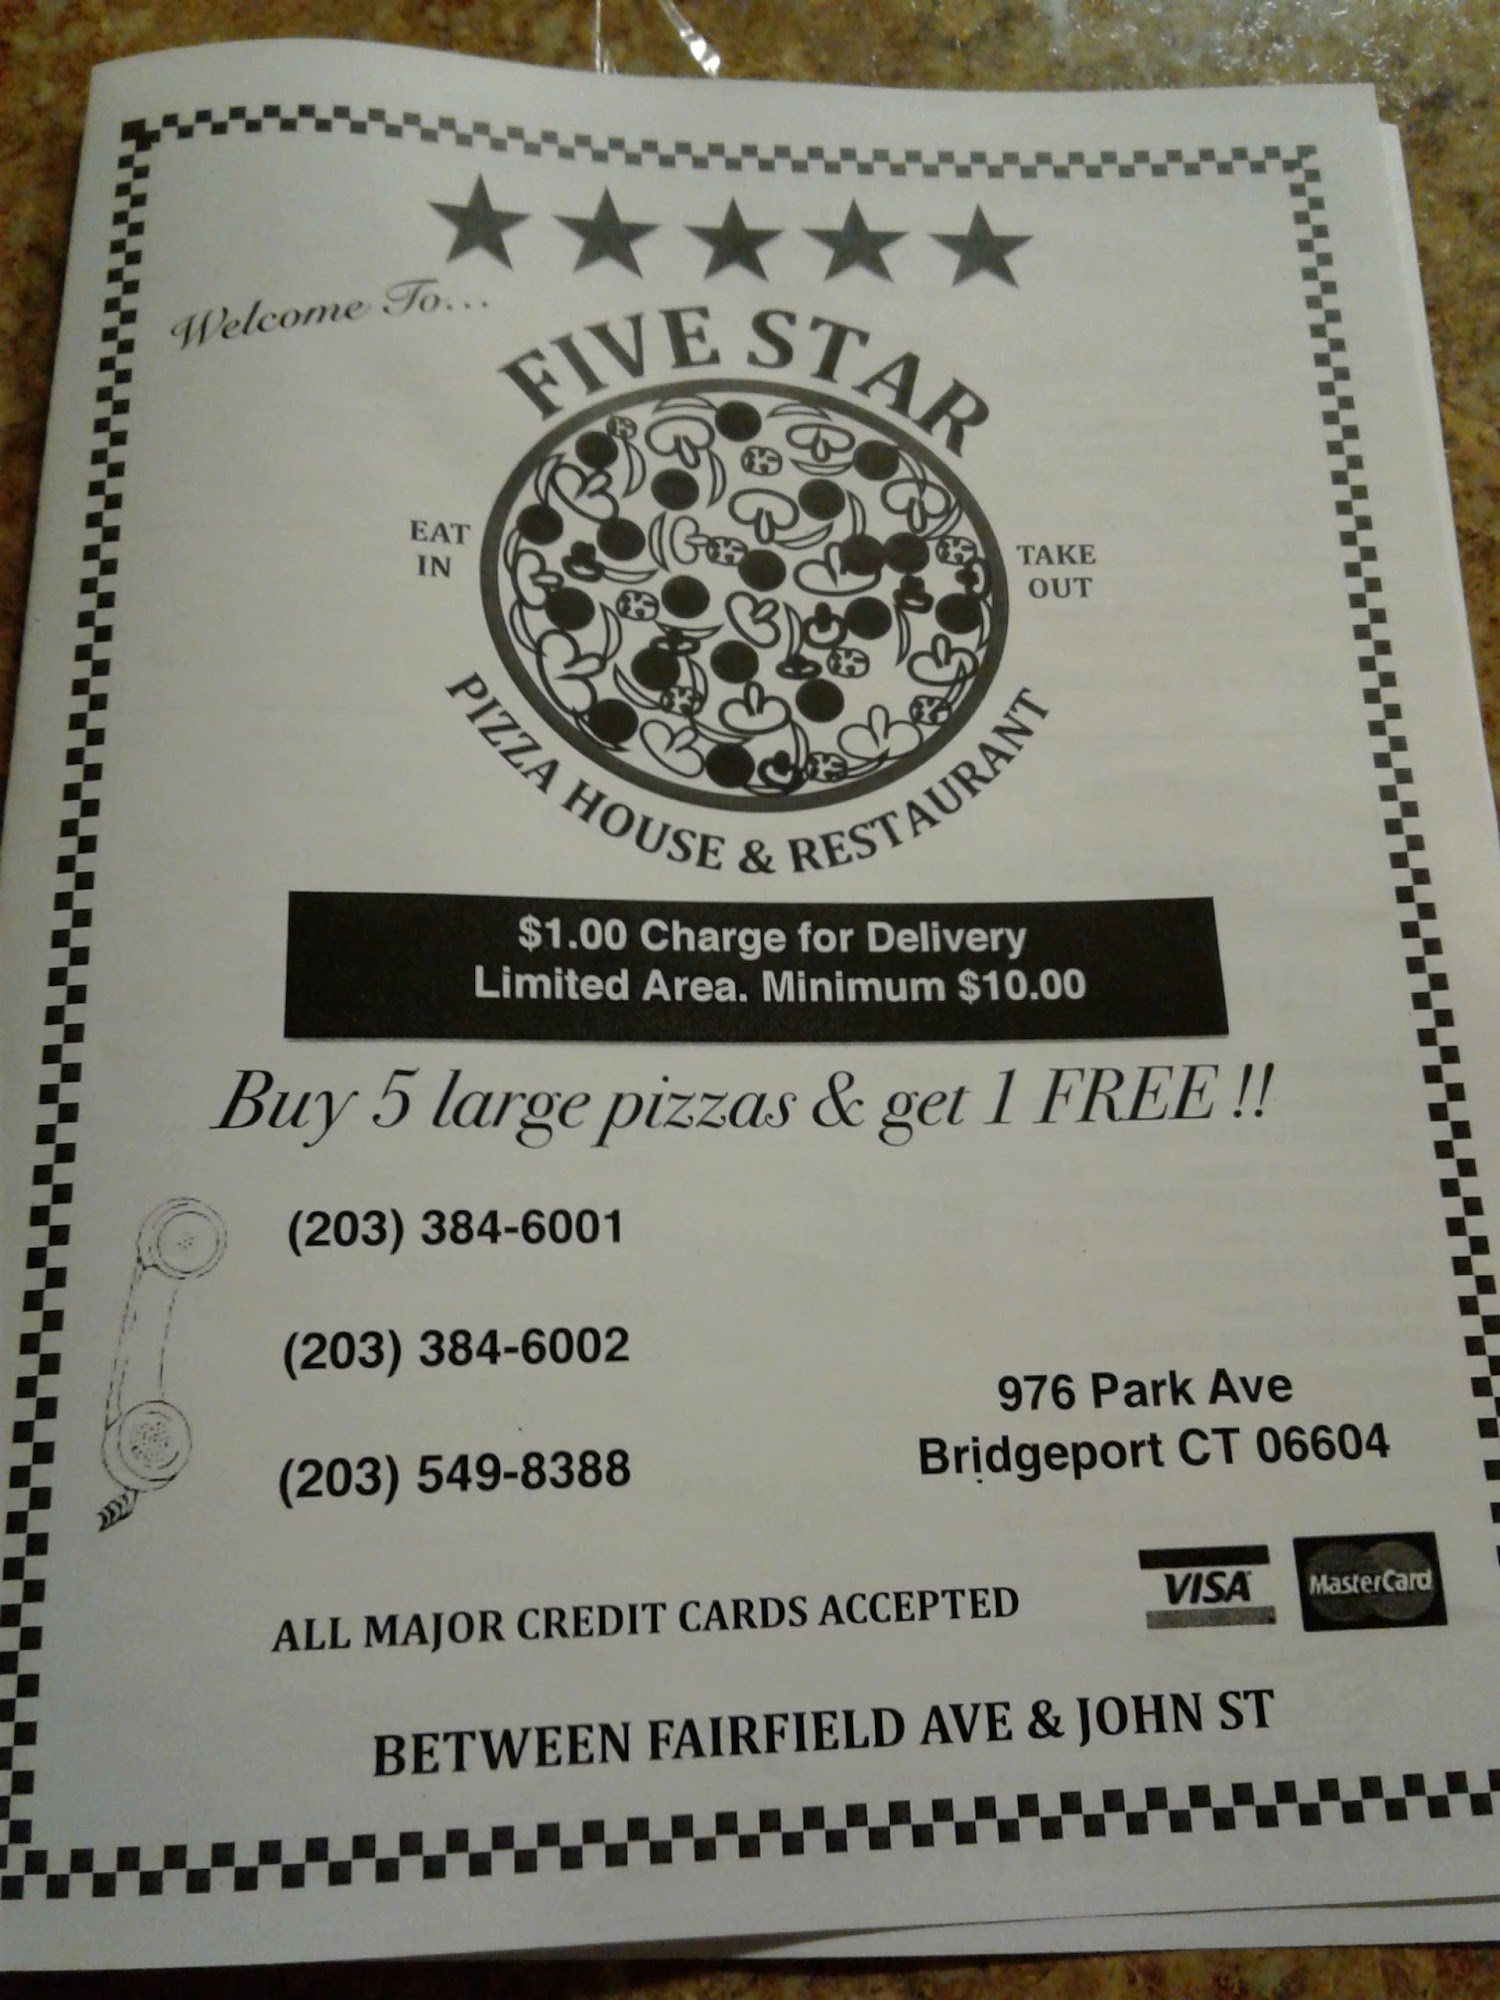 Welcome To...
FIVE STAR
EAT
IN
TAKE
OUT
PIZZA HOUSE & RESTAURANT
$1.00 Charge for Delivery
Limited Area. Minimum $10.00
Buy 5 large pizzas & get 1 FREE !!
(203) 384-6001
(203) 384-6002
(203) 549-8388
976 Park Ave
Bridgeport CT 06604
ALL MAJOR CREDIT CARDS ACCEPTED
VISA
MasterCard
BETWEEN FAIRFIELD AVE & JOHN ST